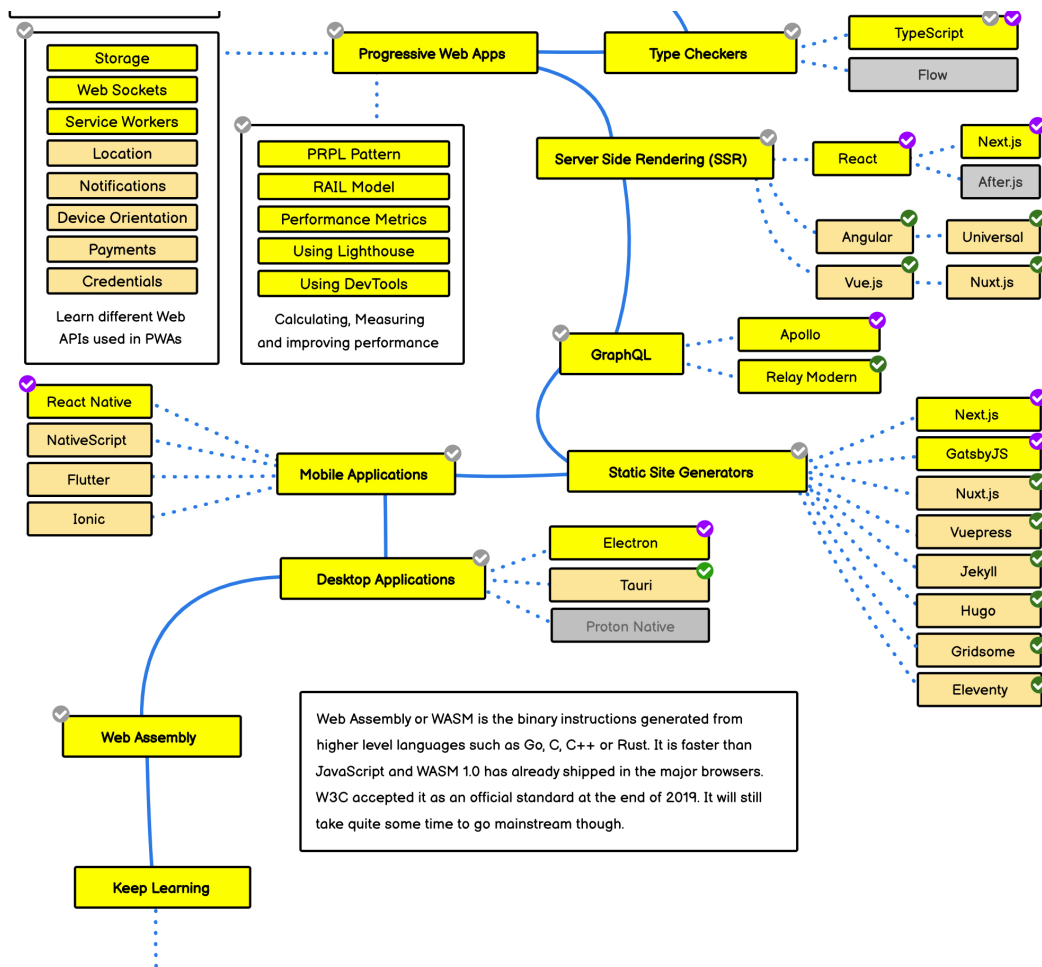 Storage
Web Sockets
Service Workers
Location
Notifications
Device Orientation
Payments
Credentials
Learn different Web
APIs used in PWAs
Progressive Web Apps
Type Checkers
TypeScript
Flow
PRPL Pattern
RAIL Model
Performance Metrics
Using Lighthouse
Using DevTools
Calculating, Measuring
and improving performance
Server Side Rendering (SSR)
React
Next.js
After.js
Angular
Universal
Vue.js
Nuxt.js
GraphQL
Apollo
Relay Modern
React Native
NativeScript
Flutter
Ionic
Mobile Applications
Static Site Generators
Next.js
GatsbyJS
Nuxt.js
Vuepress
Jekyll
Hugo
Gridsome
Eleventy
Desktop Applications
Electron
Tauri
Proton Native
Web Assembly
Web Assembly or WASM is the binary instructions generated from
higher level languages such as Go, C, C++ or Rust. It is faster than
JavaScript and WASM 1.0 has already shipped in the major browsers.
W3C accepted it as an official standard at the end of 2019. It will still
take quite some time to go mainstream though.
Keep Learning